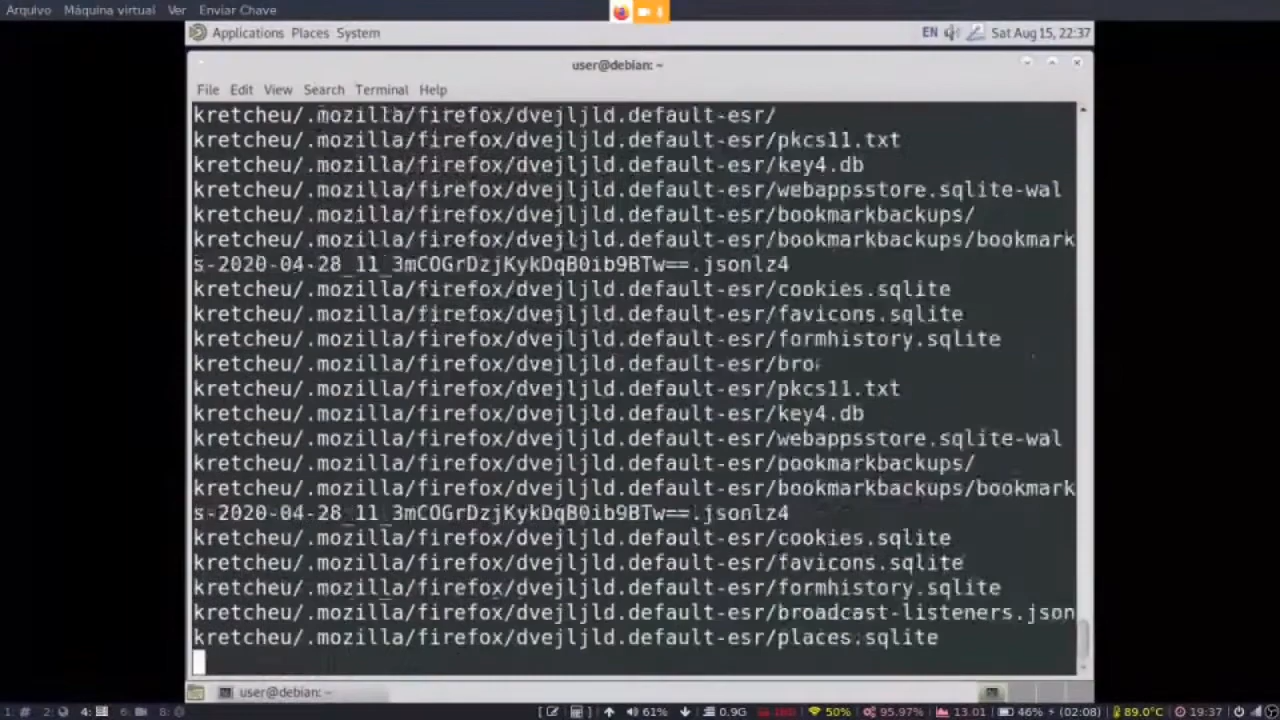 Arquivo Máquina virtual Ver Enviar Chave
Applications Places System
EN Sat Aug 15, 22:37
user@debian: ~
File Edit View Search Terminal Help
kretcheu/.mozilla/firefox/dvejljld.default-esr/
kretcheu/.mozilla/firefox/dvejljld.default-esr/pkcs11.txt
kretcheu/.mozilla/firefox/dvejljld.default-esr/key4.db
kretcheu/.mozilla/firefox/dvejljld.default-esr/webappsstore.sqlite-wal
kretcheu/.mozilla/firefox/dvejljld.default-esr/bookmarkbackups/
kretcheu/.mozilla/firefox/dvejljld.default-esr/bookmarkbackups/bookmark
s-2020-04-28_11_3mCOGrDzjKykDqB0ib9BTw==.jsonlz4
kretcheu/.mozilla/firefox/dvejljld.default-esr/cookies.sqlite
kretcheu/.mozilla/firefox/dvejljld.default-esr/favicons.sqlite
kretcheu/.mozilla/firefox/dvejljld.default-esr/formhistory.sqlite
kretcheu/.mozilla/firefox/dvejljld.default-esr/bro
kretcheu/.mozilla/firefox/dvejljld.default-esr/pkcs11.txt
kretcheu/.mozilla/firefox/dvejljld.default-esr/key4.db
kretcheu/.mozilla/firefox/dvejljld.default-esr/webappsstore.sqlite-wal
kretcheu/.mozilla/firefox/dvejljld.default-esr/bookmarkbackups/
kretcheu/.mozilla/firefox/dvejljld.default-esr/bookmarkbackups/bookmark
s-2020-04-28_11_3mCOGrDzjKykDqB0ib9BTw==.jsonlz4
kretcheu/.mozilla/firefox/dvejljld.default-esr/cookies.sqlite
kretcheu/.mozilla/firefox/dvejljld.default-esr/favicons.sqlite
kretcheu/.mozilla/firefox/dvejljld.default-esr/formhistory.sqlite
kretcheu/.mozilla/firefox/dvejljld.default-esr/broadcast-listeners.json
kretcheu/.mozilla/firefox/dvejljld.default-esr/places.sqlite
user@debian: ~
1: 2: 4: 6: 8: 61% 0.9G 50% 95.97% 13.01 46% (02:08) 89.0°C 19:37